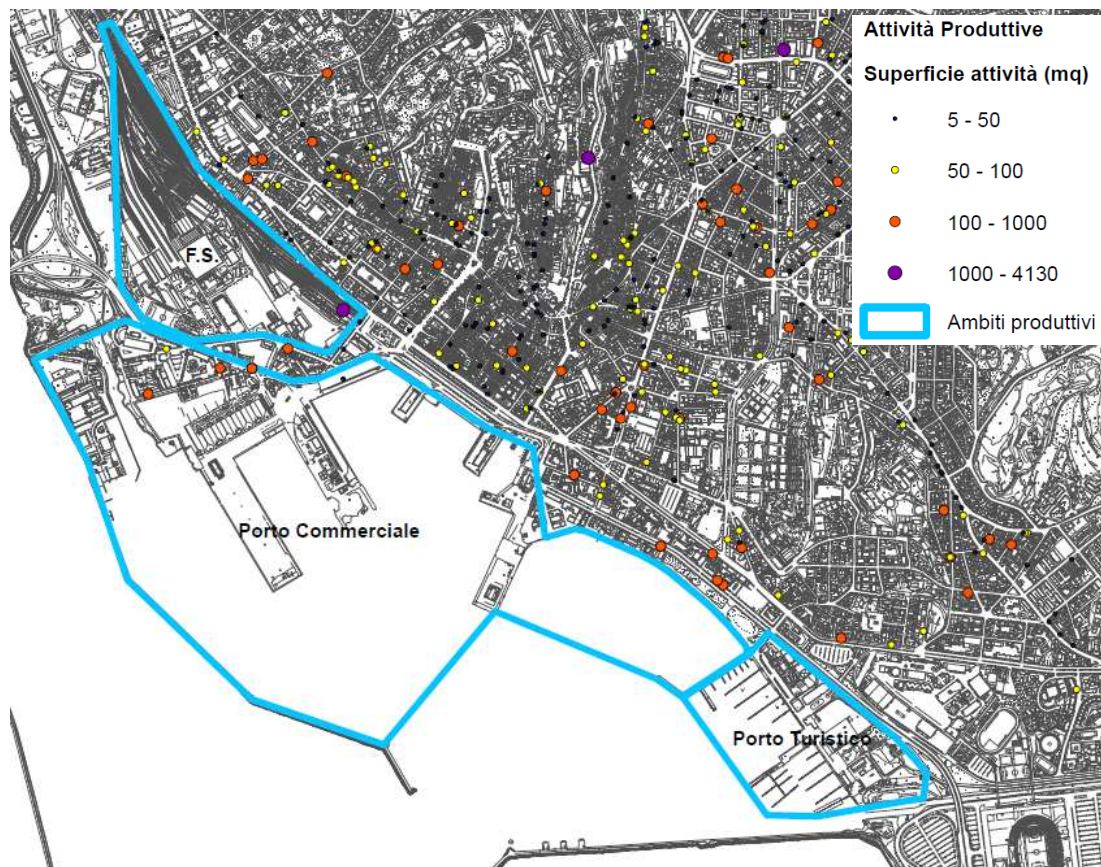 Attività Produttive
Superficie attività (mq)
5 - 50
50 - 100
100 - 1000
1000 - 4130
Ambiti produttivi
F.S.
Porto Commerciale
Porto Turistico